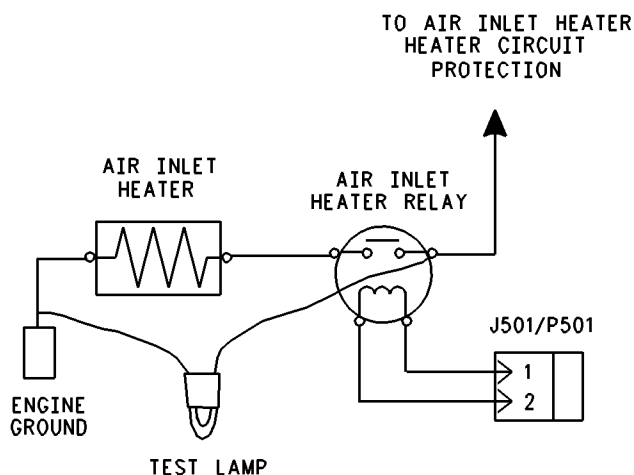 TO AIR INLET HEATER
HEATER CIRCUIT
PROTECTION
AIR INLET
HEATER
AIR INLET
HEATER RELAY
J501/P501
1
2
ENGINE
GROUND
TEST LAMP